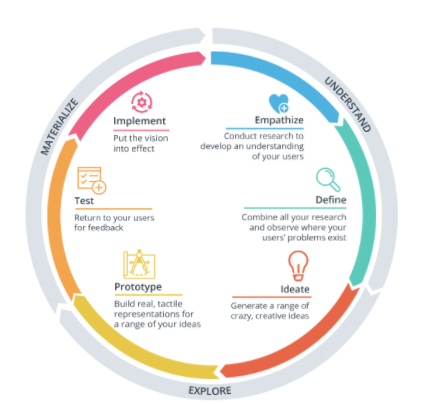 UNDERSTAND
Empathize
Conduct research to
develop an understanding
of your users
Define
Combine all your research
and observe where your
users' problems exist
EXPLORE
Ideate
Generate a range of
crazy, creative ideas
Prototype
Build real, tactile
representations for
a range of your ideas
MATERIALIZE
Test
Return to your users
for feedback
Implement
Put the vision
into effect